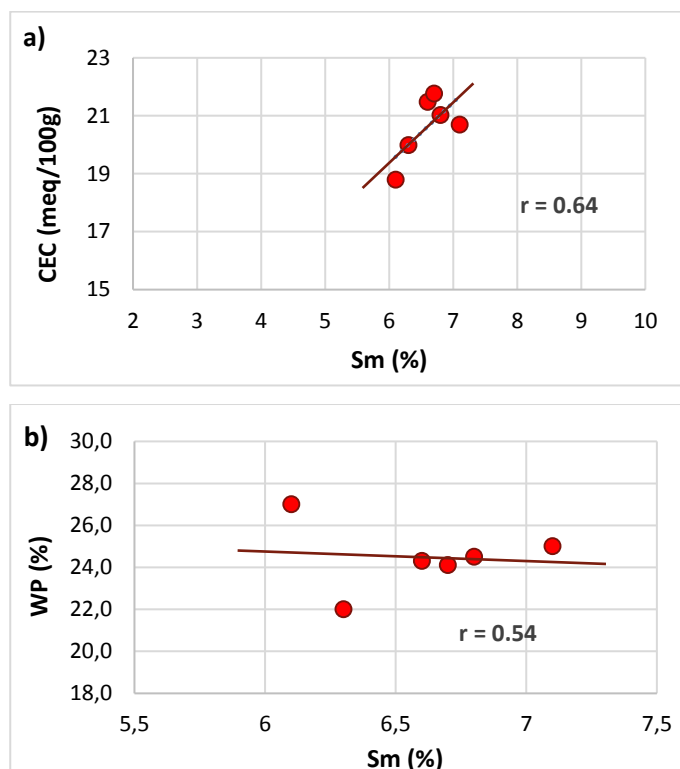 a)
23
21
19
17
15
CEC (meq/100g)
r = 0.64
2 3 4 5 6 7 8 9 10
Sm (%)
b)
30,0
28,0
26,0
24,0
22,0
20,0
18,0
WP (%)
r = 0.54
5,5 6 6,5 7 7,5
Sm (%)